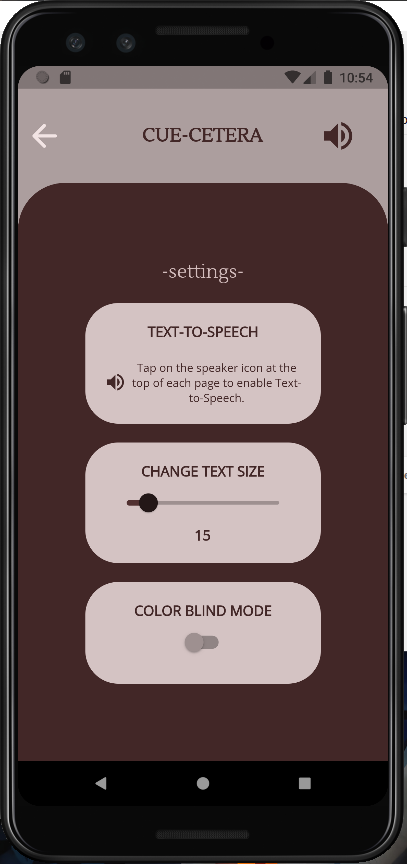 10:54
CUE-CETERA
-settings-
TEXT-TO-SPEECH
Tap on the speaker icon at the
top of each page to enable Text-
to-Speech.
CHANGE TEXT SIZE
15
COLOR BLIND MODE